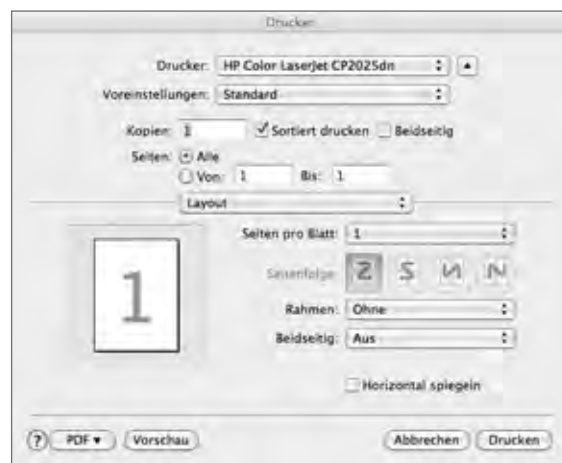 Drucker
Drucker: HP Color LaserJet CP2025dn
Voreinstellungen: Standard
Kopien: 1 Sortiert drucken Beidseitig
Seiten: Alle
Von: 1 Bis: 1
Layout
Seiten pro Blatt: 1
1
Seitenfolge:
Rahmen: Ohne
Beidseitig: Aus
Horizontal spiegeln
? PDF Vorschau Abbrechen Drucken